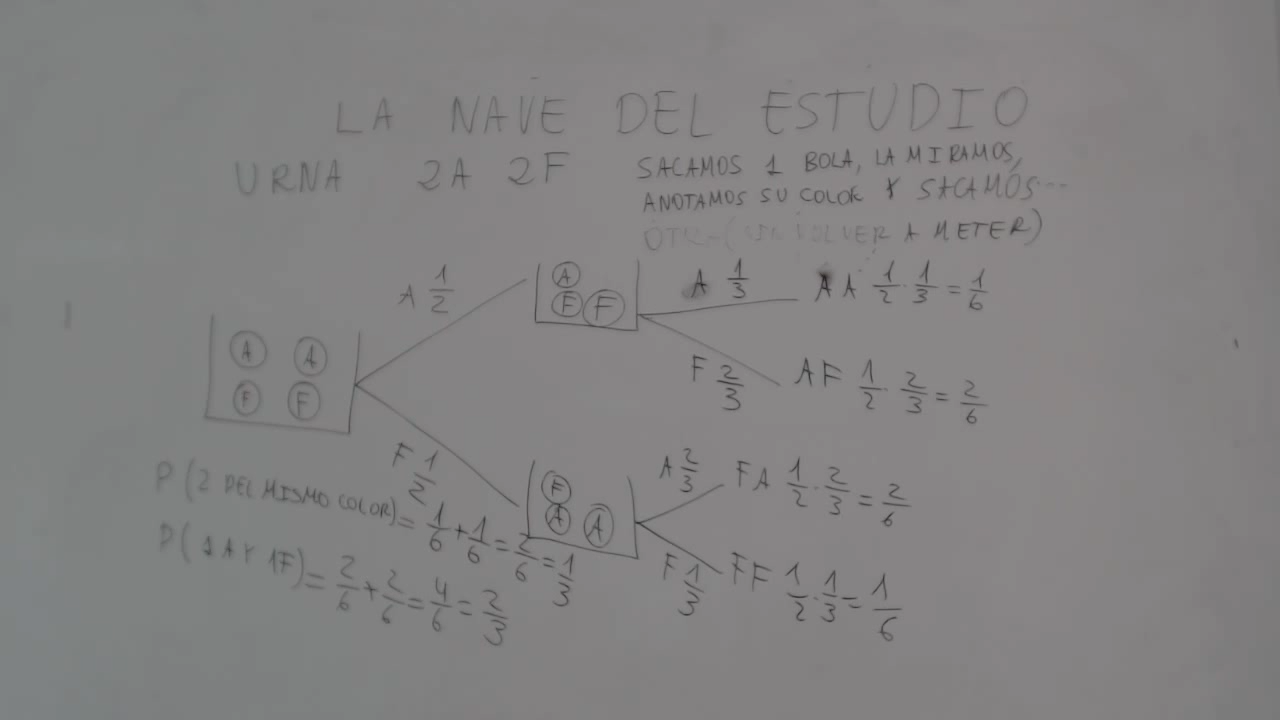 LA NAVE DEL ESTUDIO
URNA 2A 2F
SACAMOS 1 BOLA, LA MIRAMOS,
ANOTAMOS SU COLOR Y SACAMOS...
OTRA (SIN VOLVER A METER)
A 1/2
A
F F
A 1/3
AA 1/2 · 1/3 = 1/6
F 2/3
AF 1/2 · 2/3 = 2/6
A A
F F
F 1/2
F
A A
A 2/3
FA 1/2 · 2/3 = 2/6
F 1/3
FF 1/2 · 1/3 = 1/6
P(2 DEL MISMO COLOR) = 1/6 + 1/6 = 2/6 = 1/3
P(1A Y 1F) = 2/6 + 2/6 = 4/6 = 2/3